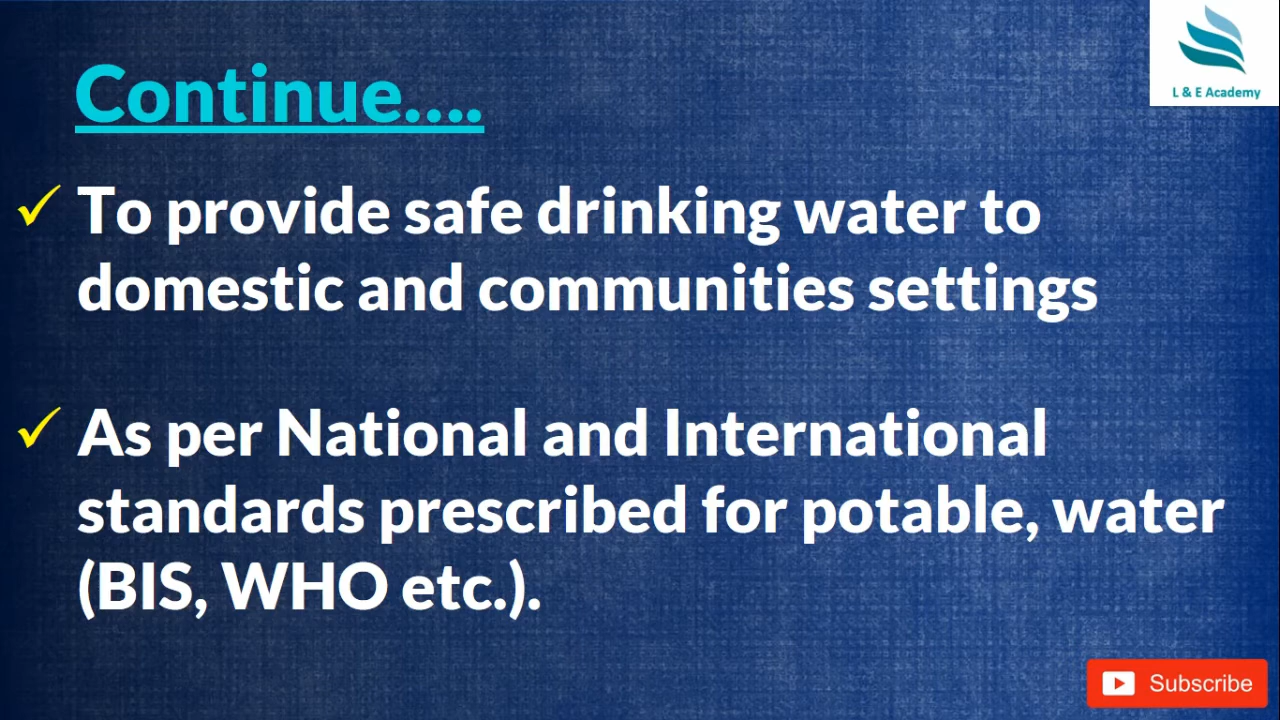 L & E Academy
Continue....
✓ To provide safe drinking water to
domestic and communities settings
✓ As per National and International
standards prescribed for potable, water
(BIS, WHO etc.).
Subscribe